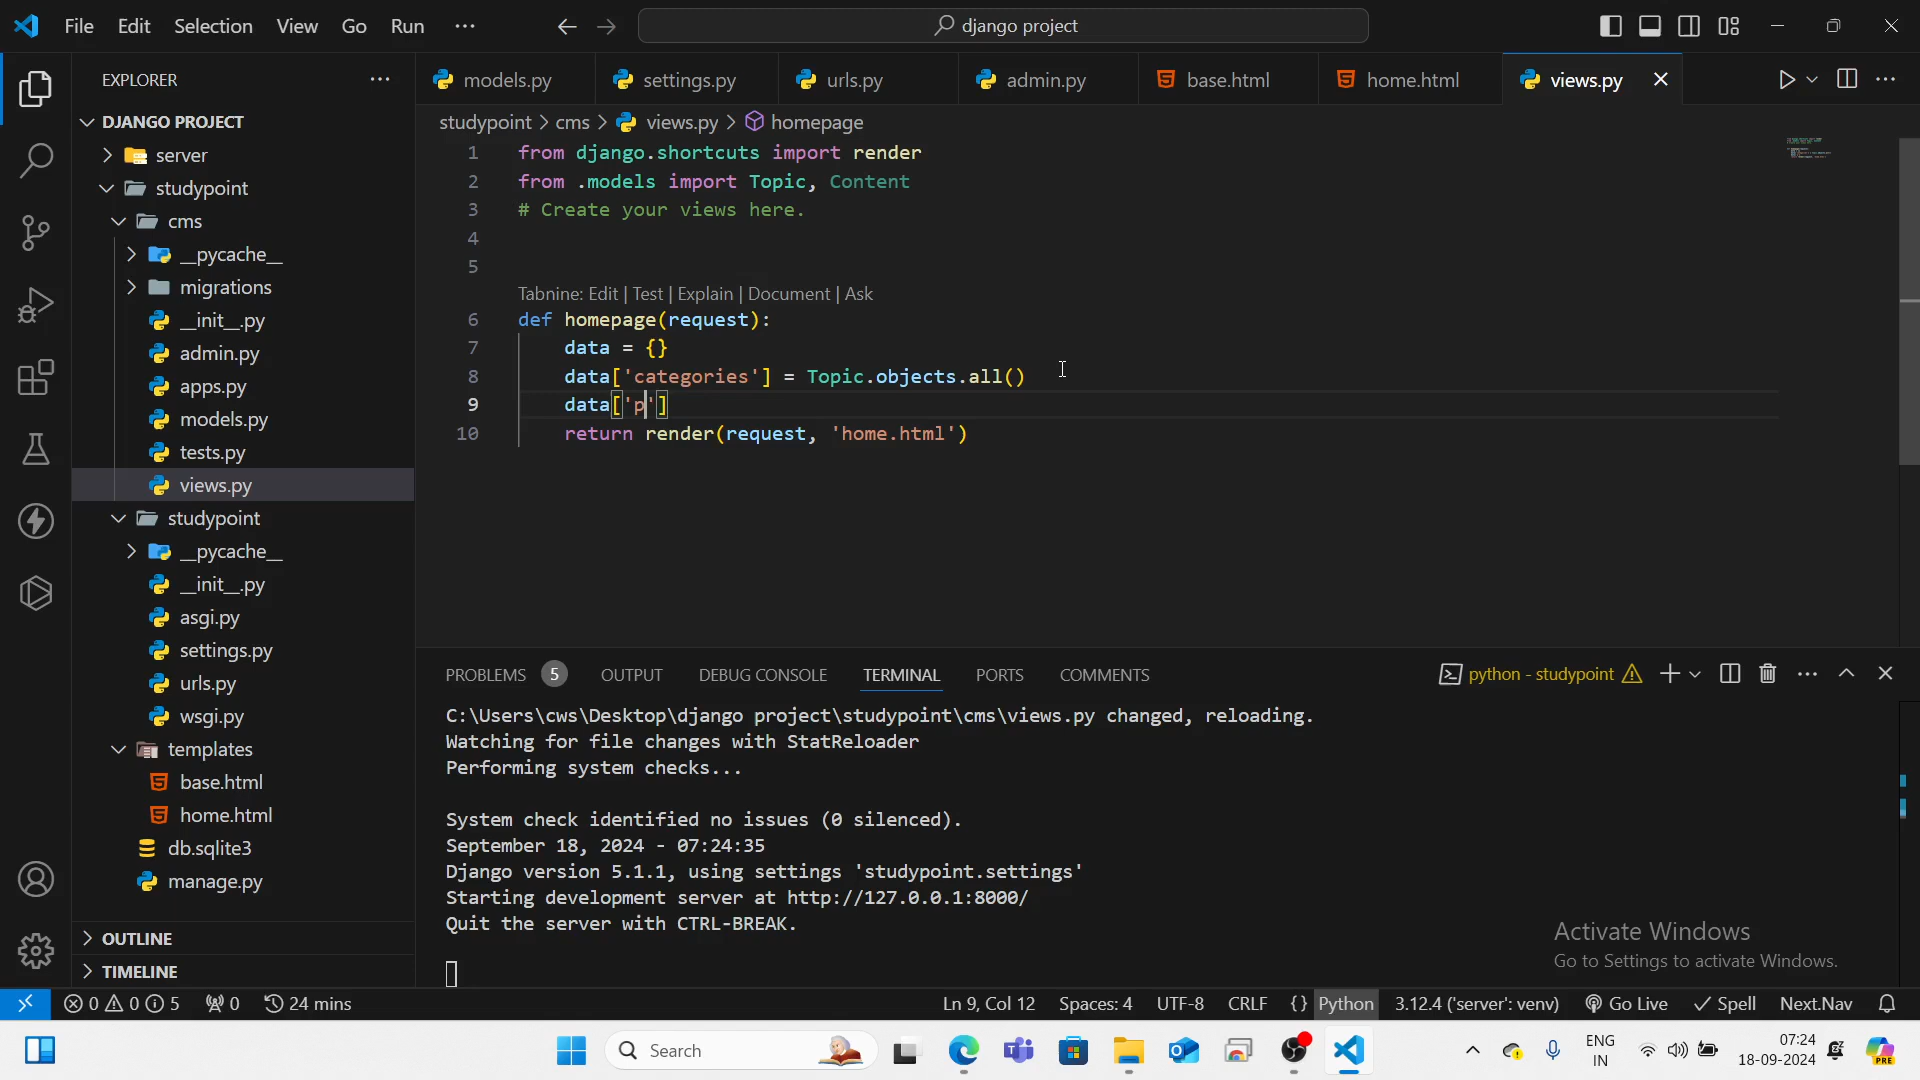 File Edit Selection View Go Run ···
django project
EXPLORER
models.py settings.py urls.py admin.py base.html home.html views.py
DJANGO PROJECT
server
studypoint
cms
__pycache__
migrations
__init__.py
admin.py
apps.py
models.py
tests.py
views.py
studypoint
__pycache__
__init__.py
asgi.py
settings.py
urls.py
wsgi.py
templates
base.html
home.html
db.sqlite3
manage.py
OUTLINE
TIMELINE
studypoint > cms > views.py > homepage
1 from django.shortcuts import render
2 from .models import Topic, Content
3 # Create your views here.
4
5
Tabnine: Edit | Test | Explain | Document | Ask
6 def homepage(request):
7 data = {}
8 data['categories'] = Topic.objects.all()
9 data['p']
10 return render(request, 'home.html')
PROBLEMS 5 OUTPUT DEBUG CONSOLE TERMINAL PORTS COMMENTS
python - studypoint
C:\Users\cws\Desktop\django project\studypoint\cms\views.py changed, reloading.
Watching for file changes with StatReloader
Performing system checks...
System check identified no issues (0 silenced).
September 18, 2024 - 07:24:35
Django version 5.1.1, using settings 'studypoint.settings'
Starting development server at http://127.0.0.1:8000/
Quit the server with CTRL-BREAK.
Activate Windows
Go to Settings to activate Windows.
0 0 5 0 24 mins Ln 9, Col 12 Spaces: 4 UTF-8 CRLF {} Python 3.12.4 ('server': venv) Go Live Spell Next.Nav
Search
ENG
IN
07:24
18-09-2024
PRE